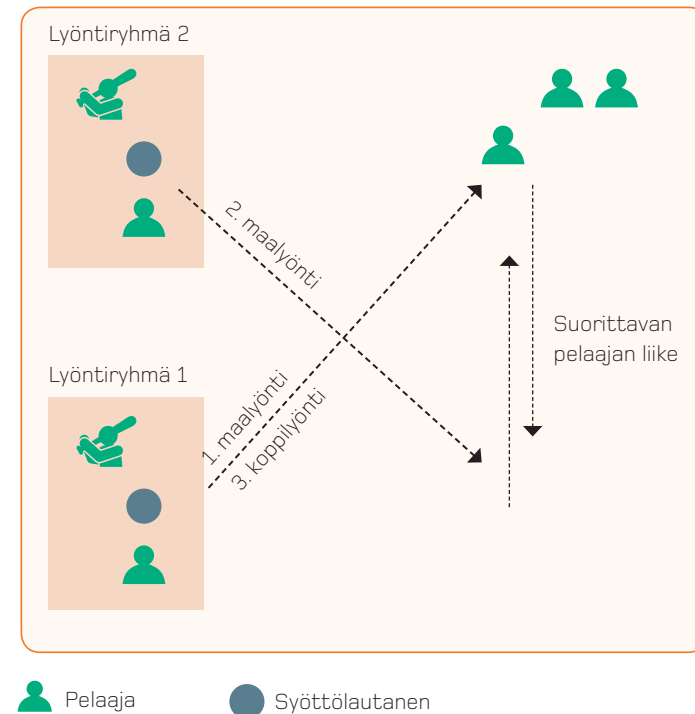 Lyöntiryhmä 2
2. maalyönti
Suorittavan
pelaajan liike
Lyöntiryhmä 1
1. maalyönti
3. koppilyönti
Pelaaja
Syöttölautanen